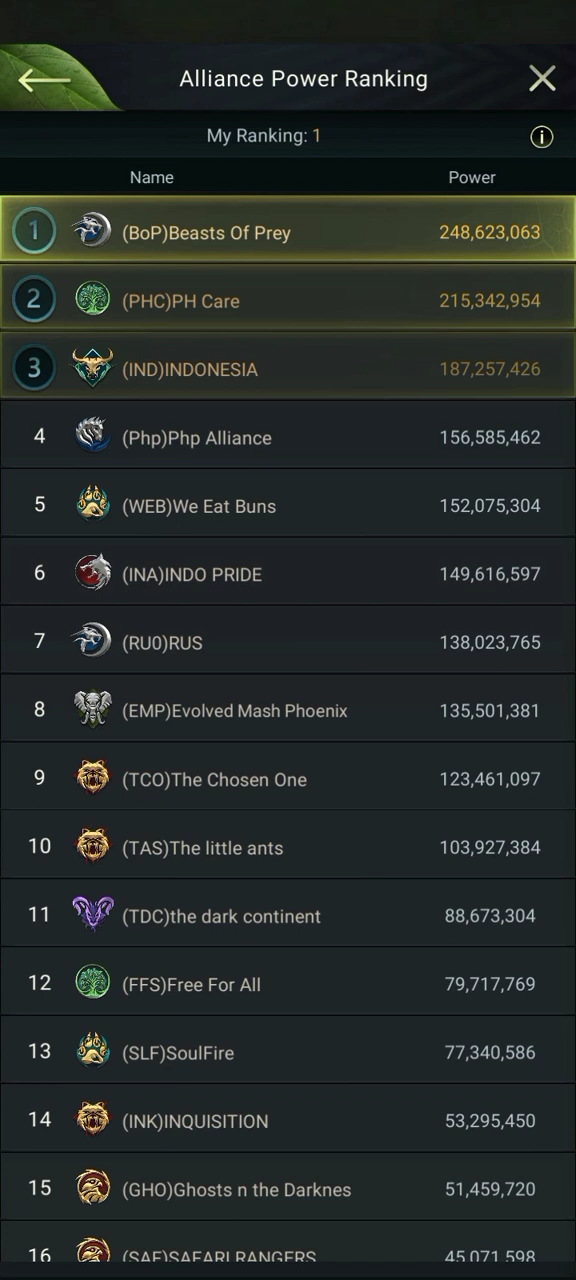 Alliance Power Ranking
My Ranking: 1
Name Power
1 (BoP)Beasts Of Prey 248,623,063
2 (PHC)PH Care 215,342,954
3 (IND)INDONESIA 187,257,426
4 (Php)Php Alliance 156,585,462
5 (WEB)We Eat Buns 152,075,304
6 (INA)INDO PRIDE 149,616,597
7 (RU0)RUS 138,023,765
8 (EMP)Evolved Mash Phoenix 135,501,381
9 (TCO)The Chosen One 123,461,097
10 (TAS)The little ants 103,927,384
11 (TDC)the dark continent 88,673,304
12 (FFS)Free For All 79,717,769
13 (SLF)SoulFire 77,340,586
14 (INK)INQUISITION 53,295,450
15 (GHO)Ghosts n the Darknes 51,459,720
16 (SAF)SAFARI RANGERS 45,071,598